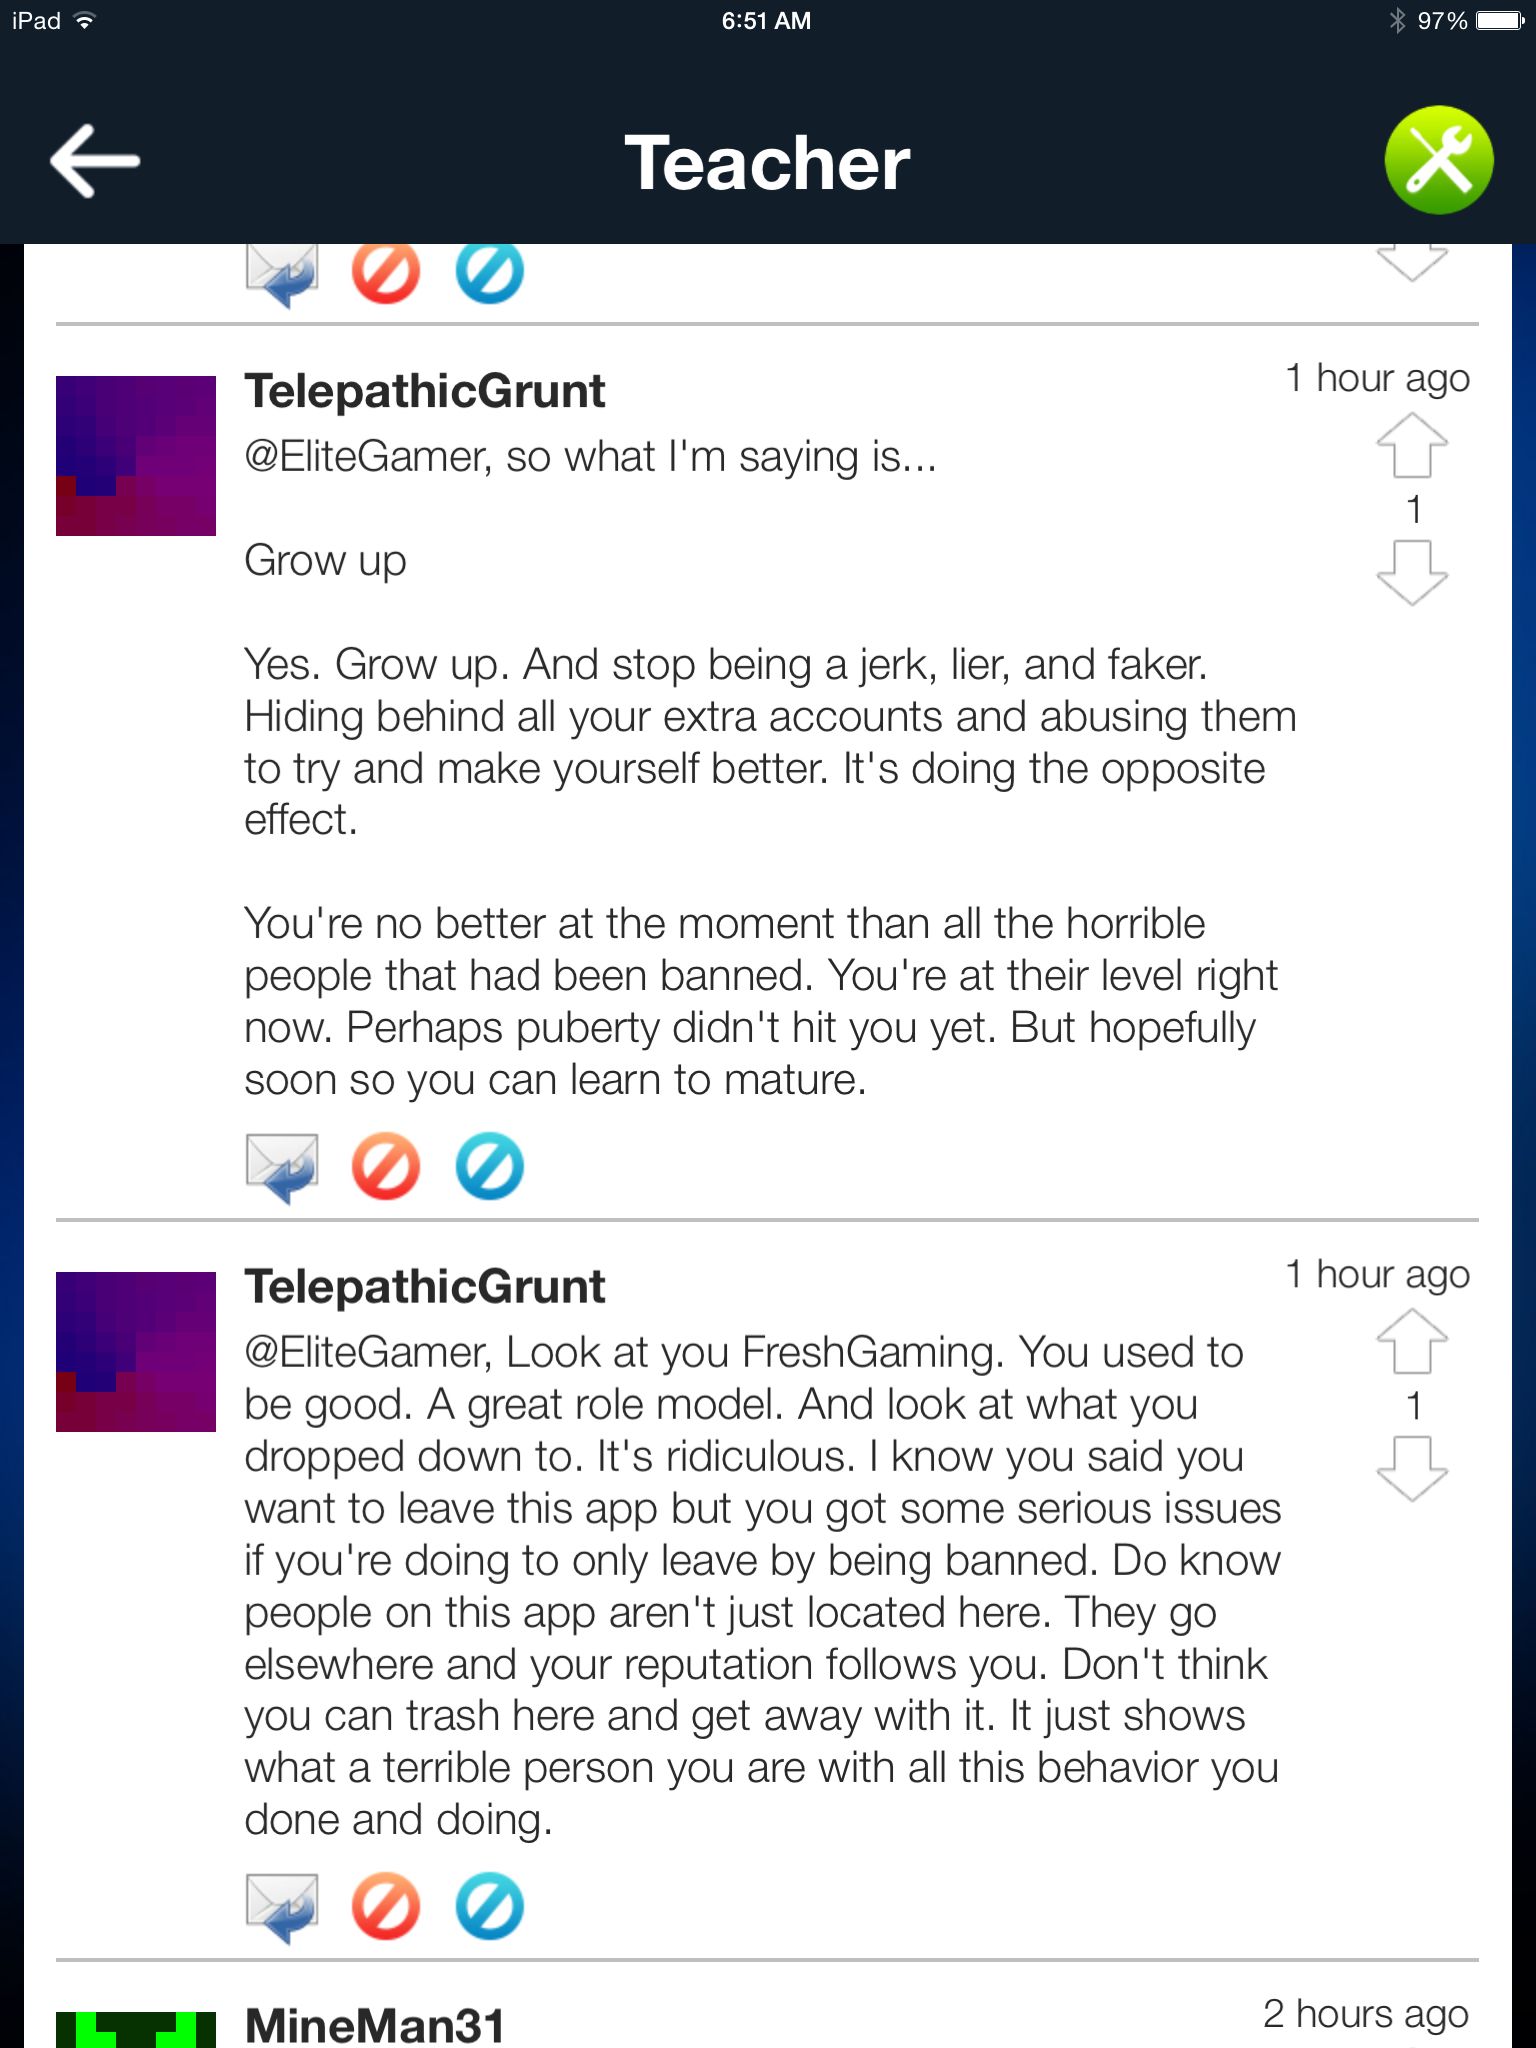 iPad 6:51 AM 97%
Teacher
TelepathicGrunt 1 hour ago
@EliteGamer, so what I'm saying is...
1
Grow up
Yes. Grow up. And stop being a jerk, lier, and faker.
Hiding behind all your extra accounts and abusing them
to try and make yourself better. It's doing the opposite
effect.
You're no better at the moment than all the horrible
people that had been banned. You're at their level right
now. Perhaps puberty didn't hit you yet. But hopefully
soon so you can learn to mature.
TelepathicGrunt 1 hour ago
@EliteGamer, Look at you FreshGaming. You used to
be good. A great role model. And look at what you
1
dropped down to. It's ridiculous. I know you said you
want to leave this app but you got some serious issues
if you're doing to only leave by being banned. Do know
people on this app aren't just located here. They go
elsewhere and your reputation follows you. Don't think
you can trash here and get away with it. It just shows
what a terrible person you are with all this behavior you
done and doing.
MineMan31 2 hours ago